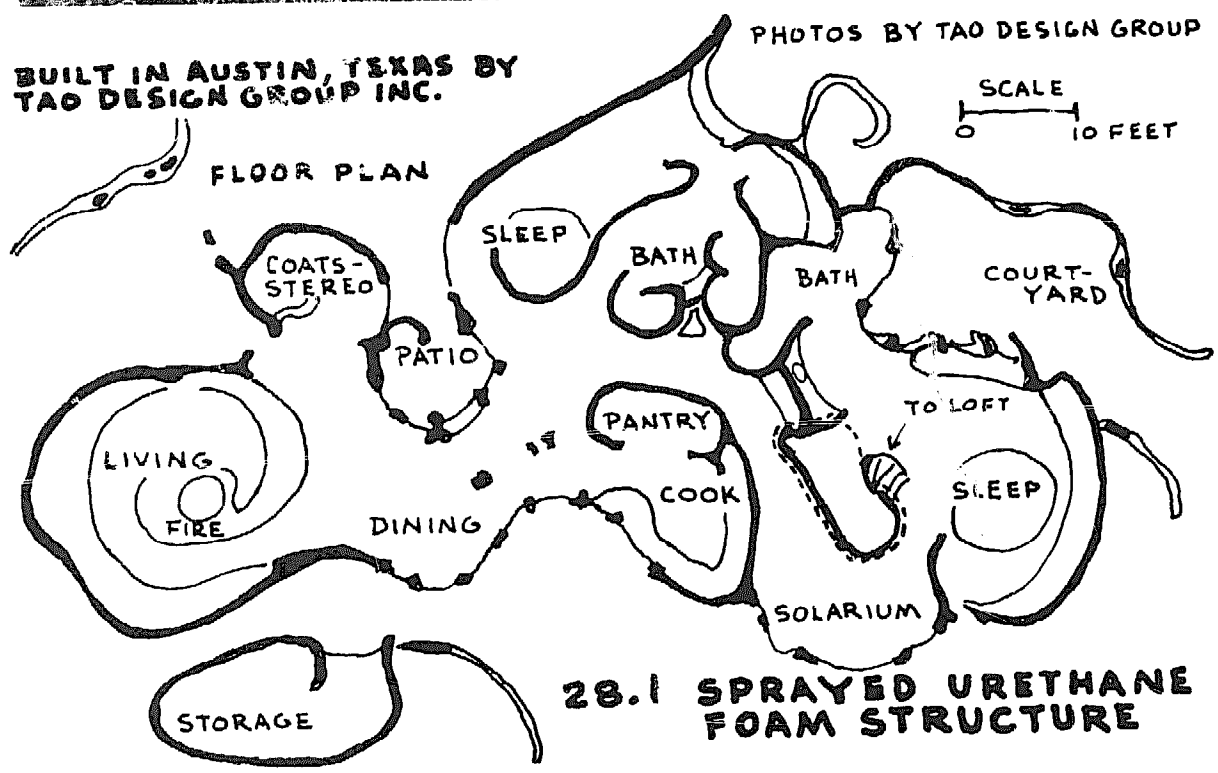 PHOTOS BY TAO DESIGN GROUP
BUILT IN AUSTIN, TEXAS BY
TAO DESIGN GROUP INC.
SCALE
0 10 FEET
FLOOR PLAN
SLEEP
COATS-
STEREO
BATH
BATH
COURT-
YARD
PATIO
PANTRY
TO LOFT
LIVING
FIRE
COOK
SLEEP
DINING
SOLARIUM
STORAGE
28.1 SPRAYED URETHANE
FOAM STRUCTURE